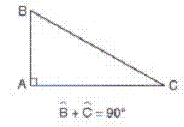 B
A C
B̂ + Ĉ = 90°